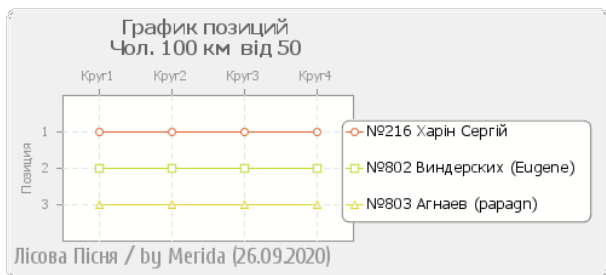 График позиций
Чол. 100 км від 50
Круг1 Круг2 Круг3 Круг4
Позиция
1
2
3
№216 Харін Сергій
№802 Виндерских (Eugene)
№803 Агнаев (papagn)
Лісова Пісня / by Merida (26.09.2020)